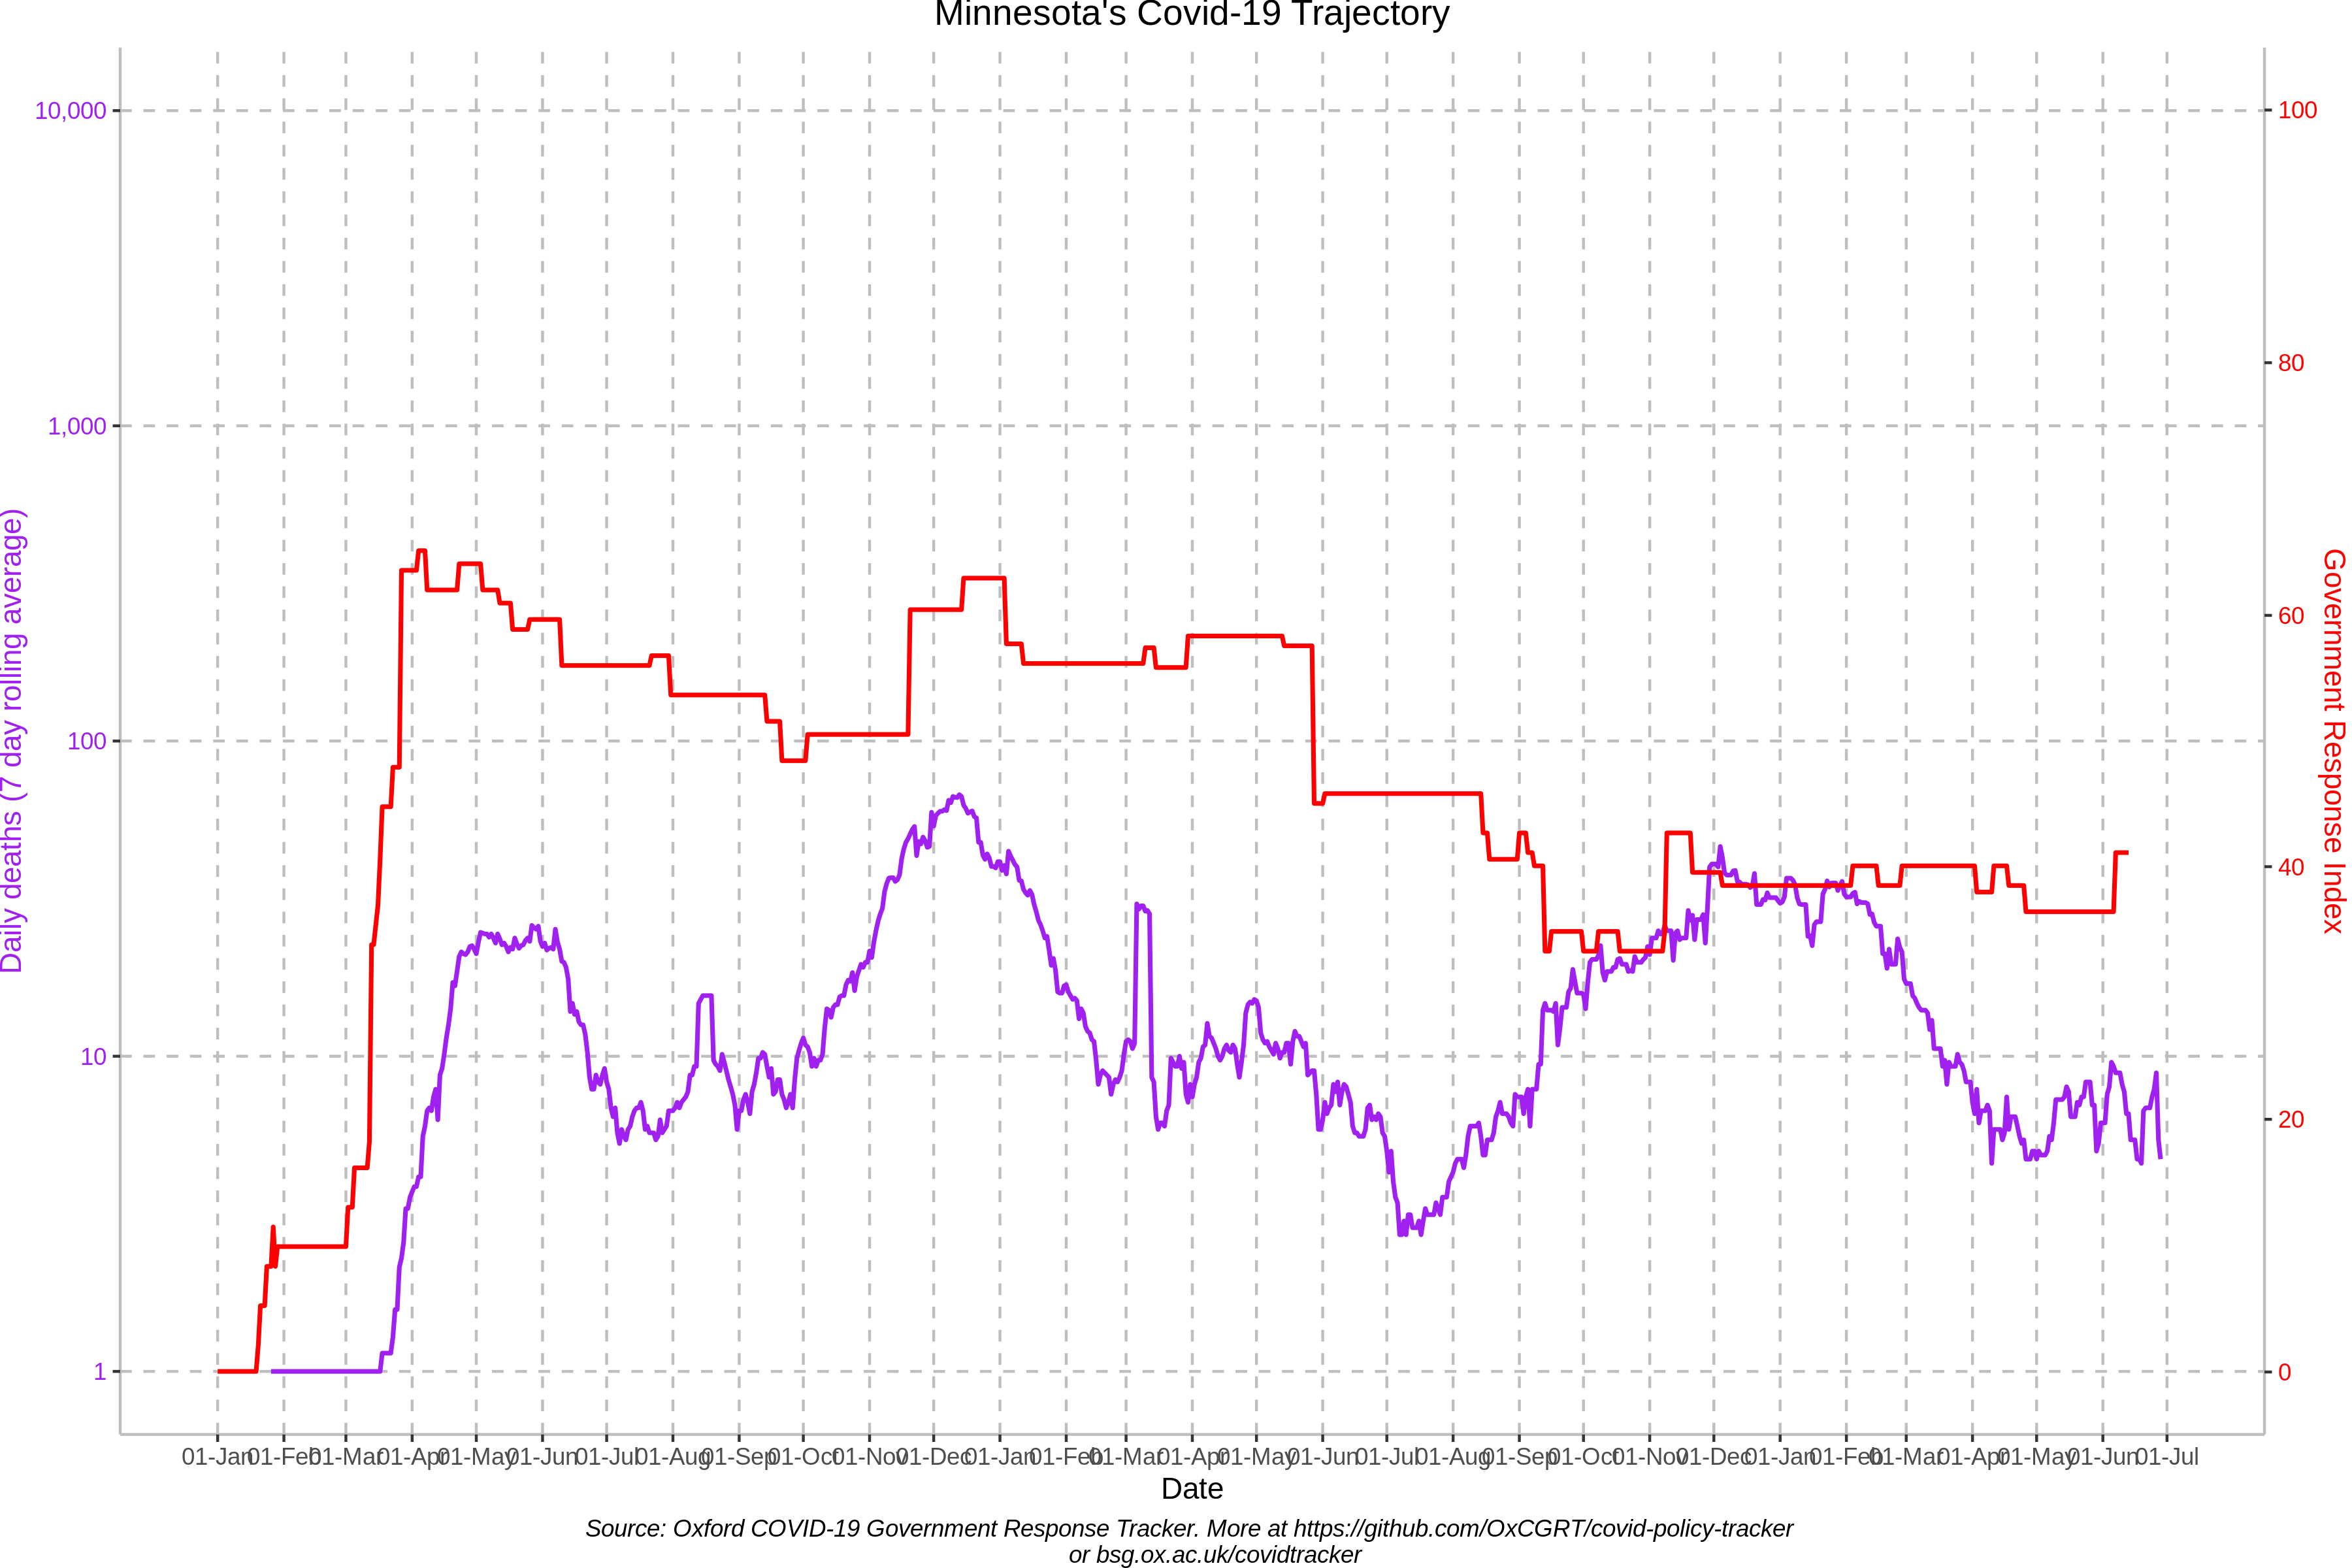 Minnesota's Covid-19 Trajectory
10,000
1,000
100
10
1
Daily deaths (7 day rolling average)
100
80
60
40
20
0
Government Response Index
01-Jan 01-Feb 01-Mar 01-Apr 01-May 01-Jun 01-Jul 01-Aug 01-Sep 01-Oct 01-Nov 01-Dec 01-Jan 01-Feb 01-Mar 01-Apr 01-May 01-Jun 01-Jul 01-Aug 01-Sep 01-Oct 01-Nov 01-Dec 01-Jan 01-Feb 01-Mar 01-Apr 01-May 01-Jun 01-Jul
Date
Source: Oxford COVID-19 Government Response Tracker. More at https://github.com/OxCGRT/covid-policy-tracker
or bsg.ox.ac.uk/covidtracker